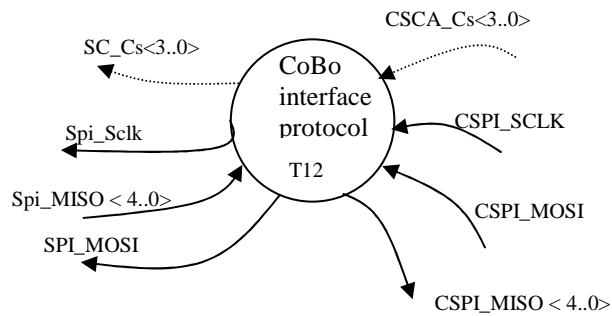 SC_Cs<3..0>
CSCA_Cs<3..0>
CoBo
interface
protocol
T12
Spi_Sclk
CSPI_SCLK
Spi_MISO < 4..0>
CSPI_MOSI
SPI_MOSI
CSPI_MISO < 4..0>